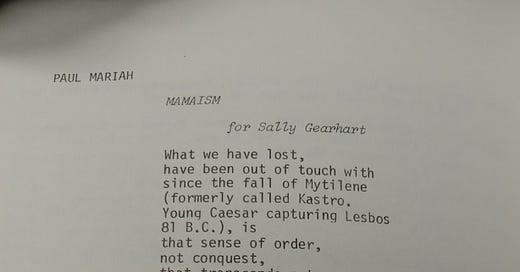 PAUL MARIAH
MAMAISM
for Sally Gearhart
What we have lost,
have been out of touch with
since the fall of Mytilene
(formerly called Kastro.
Young Caesar capturing Lesbos
81 B.C.), is
that sense of order,
not conquest,